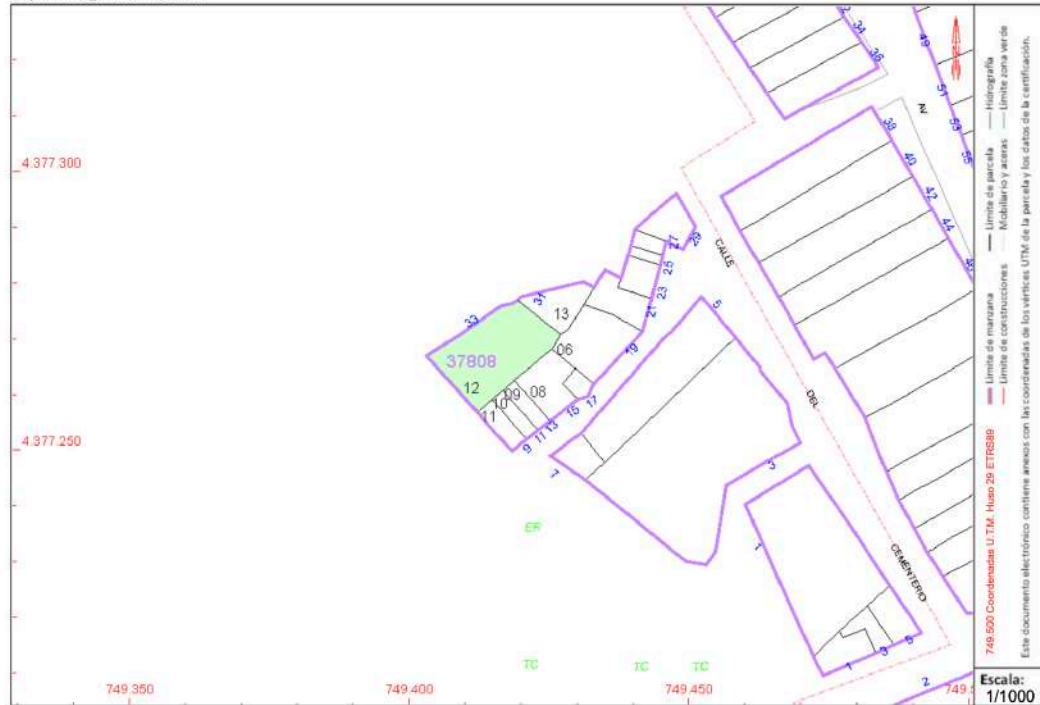 34
36
49
51
53
55
AV
38
40
42
44
46
4.377.300
CALLE
29
27
25
23
21
19
31
13
33
37808
06
12
09
08
10
11
17
15
13
11
9
5
DEL
4.377.250
7
3
1
ER
CEMENTERIO
1
3
5
TC
TC
TC
2
749.350
749.400
749.450
Límite de manzana
Límite de parcela
Hidrografía
Límite de construcciones
Mobiliario y aceras
Límite zona verde
749.500 Coordenadas U.T.M. Huso 29 ETRS89
Este documento electrónico contiene anexos con las coordenadas de los vértices UTM de la parcela y los datos de la certificación.
Escala:
1/1000